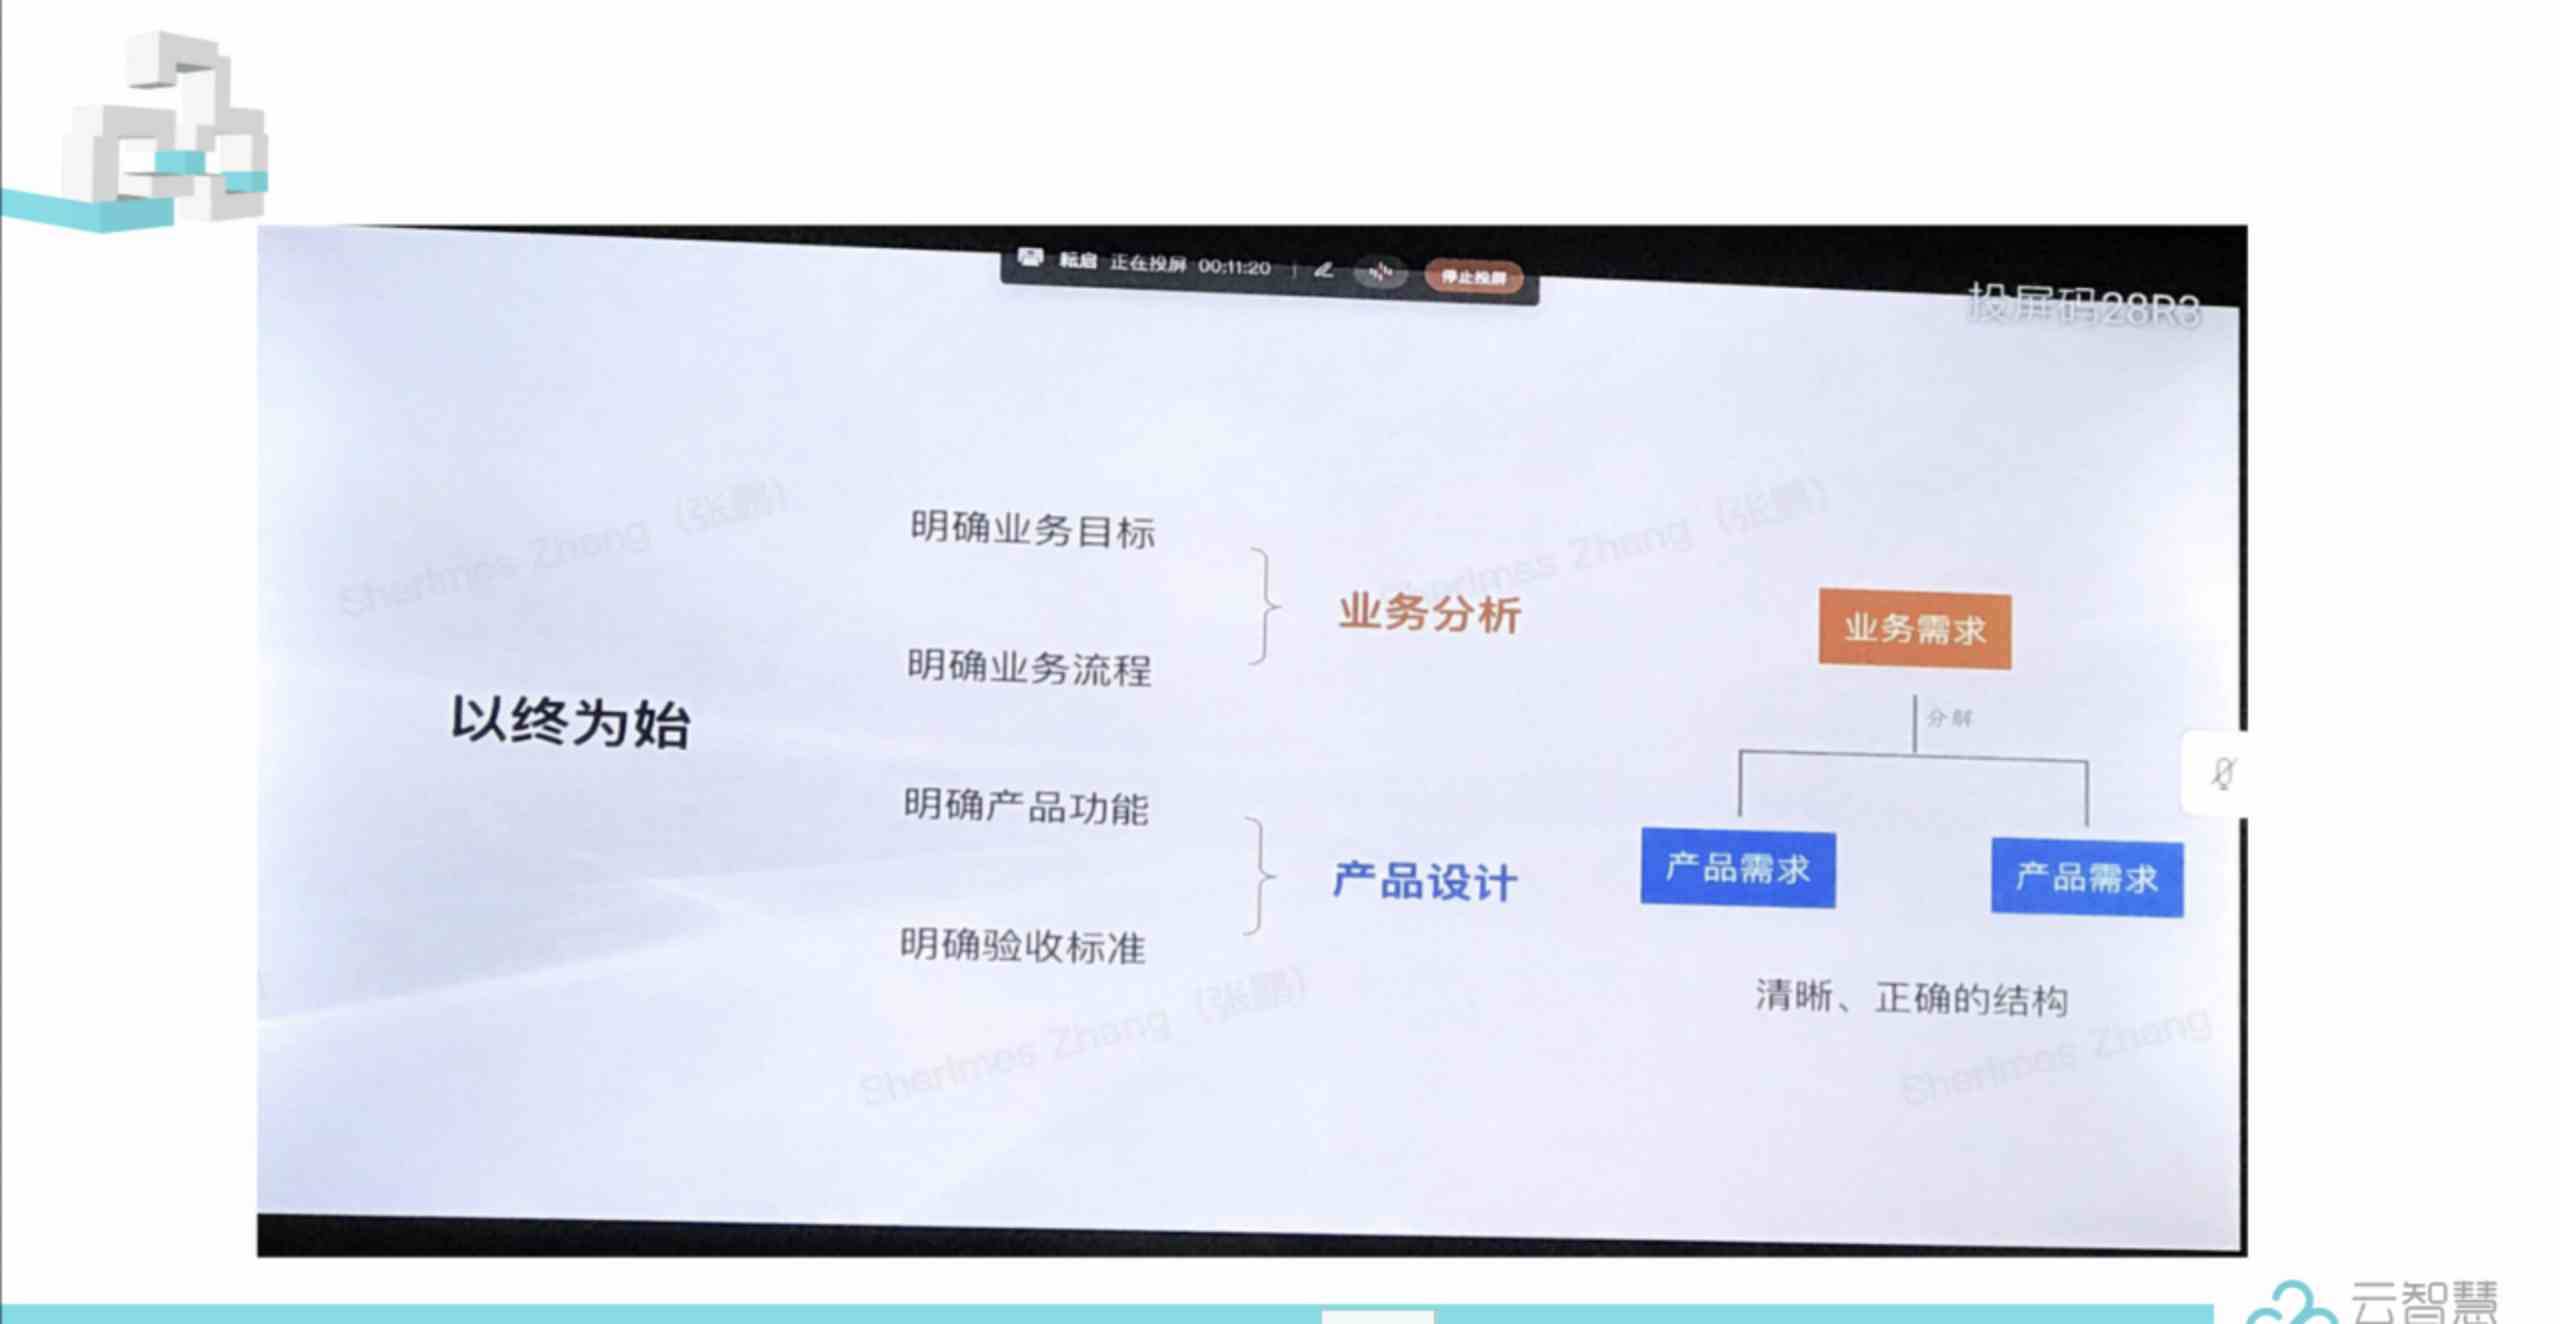 耘启 正在投屏 00:11:20 停止投屏
投屏码28R3
以终为始
明确业务目标
明确业务流程
明确产品功能
明确验收标准
业务分析
产品设计
业务需求
分解
产品需求 产品需求
清晰、正确的结构
Sherlmes Zhang (张鹏)
Sherlmes Zhang (张鹏)
Sherlmes Zhang (张鹏)
Sherlmes Zhang
云智慧